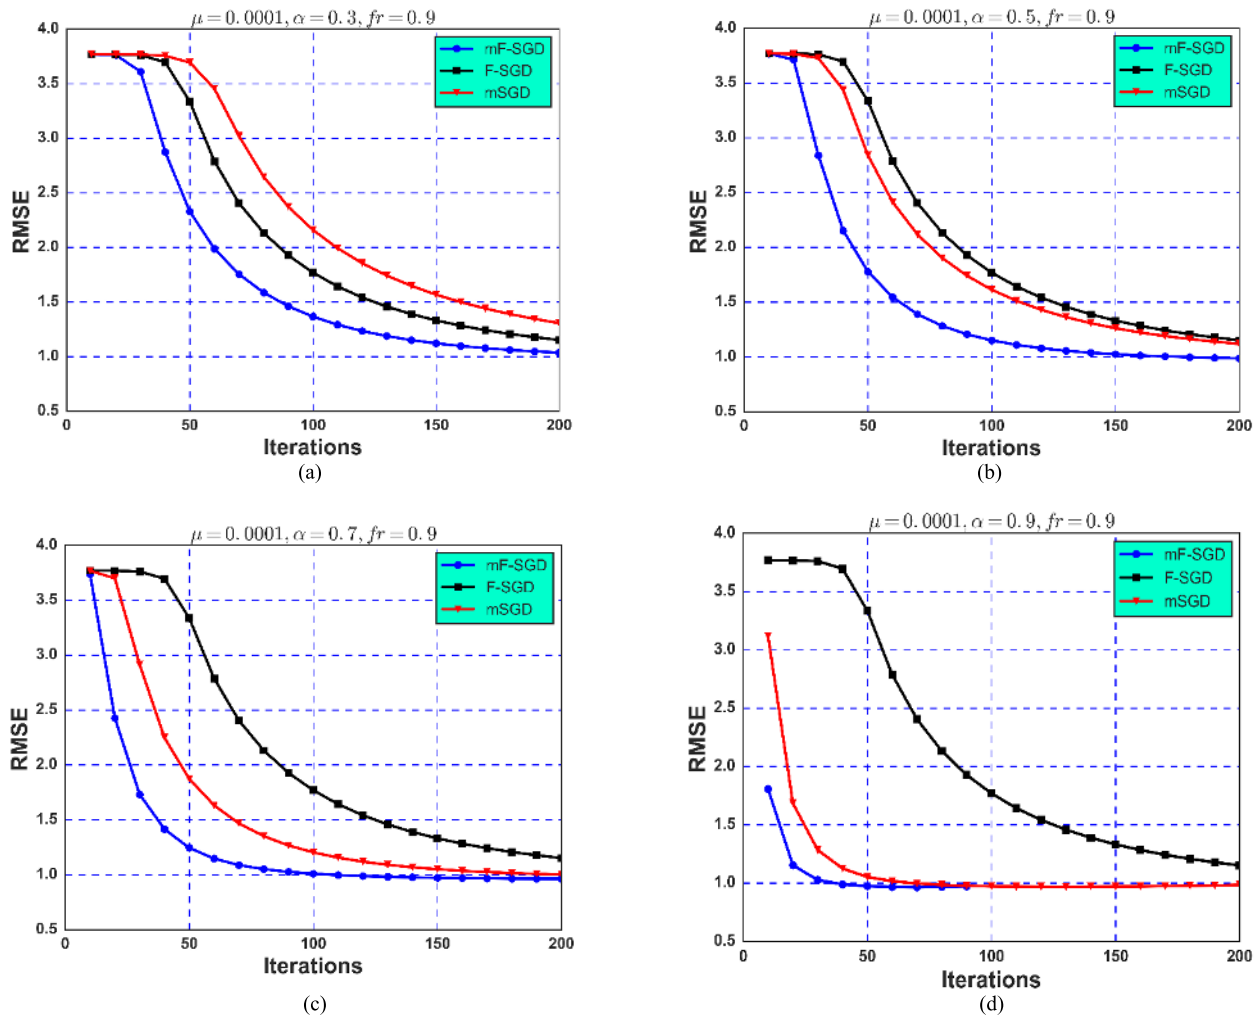 μ = 0.0001, α = 0.3, fr = 0.9
4.0
3.5
3.0
2.5
2.0
1.5
1.0
0.5
RMSE
mF-SGD
F-SGD
mSGD
0 50 100 150 200
Iterations
(a)
μ = 0.0001, α = 0.5, fr = 0.9
4.0
3.5
3.0
2.5
2.0
1.5
1.0
0.5
RMSE
mF-SGD
F-SGD
mSGD
0 50 100 150 200
Iterations
(b)
μ = 0.0001, α = 0.7, fr = 0.9
4.0
3.5
3.0
2.5
2.0
1.5
1.0
0.5
RMSE
mF-SGD
F-SGD
mSGD
0 50 100 150 200
Iterations
(c)
μ = 0.0001, α = 0.9, fr = 0.9
4.0
3.5
3.0
2.5
2.0
1.5
1.0
0.5
RMSE
mF-SGD
F-SGD
mSGD
0 50 100 150 200
Iterations
(d)